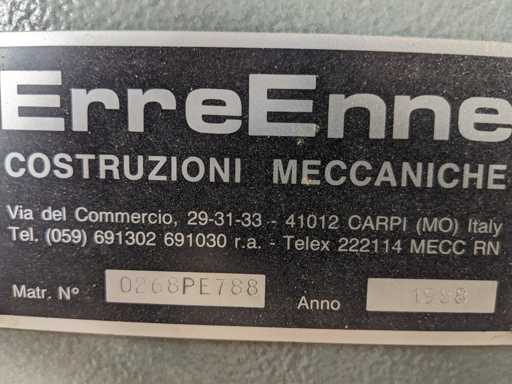 ErreEnne
COSTRUZIONI MECCANICHE
Via del Commercio, 29-31-33 - 41012 CARPI (MO) Italy
Tel. (059) 691302 691030 r.a. - Telex 222114 MECC RN
Matr. Nº 0268PE788 Anno 1988